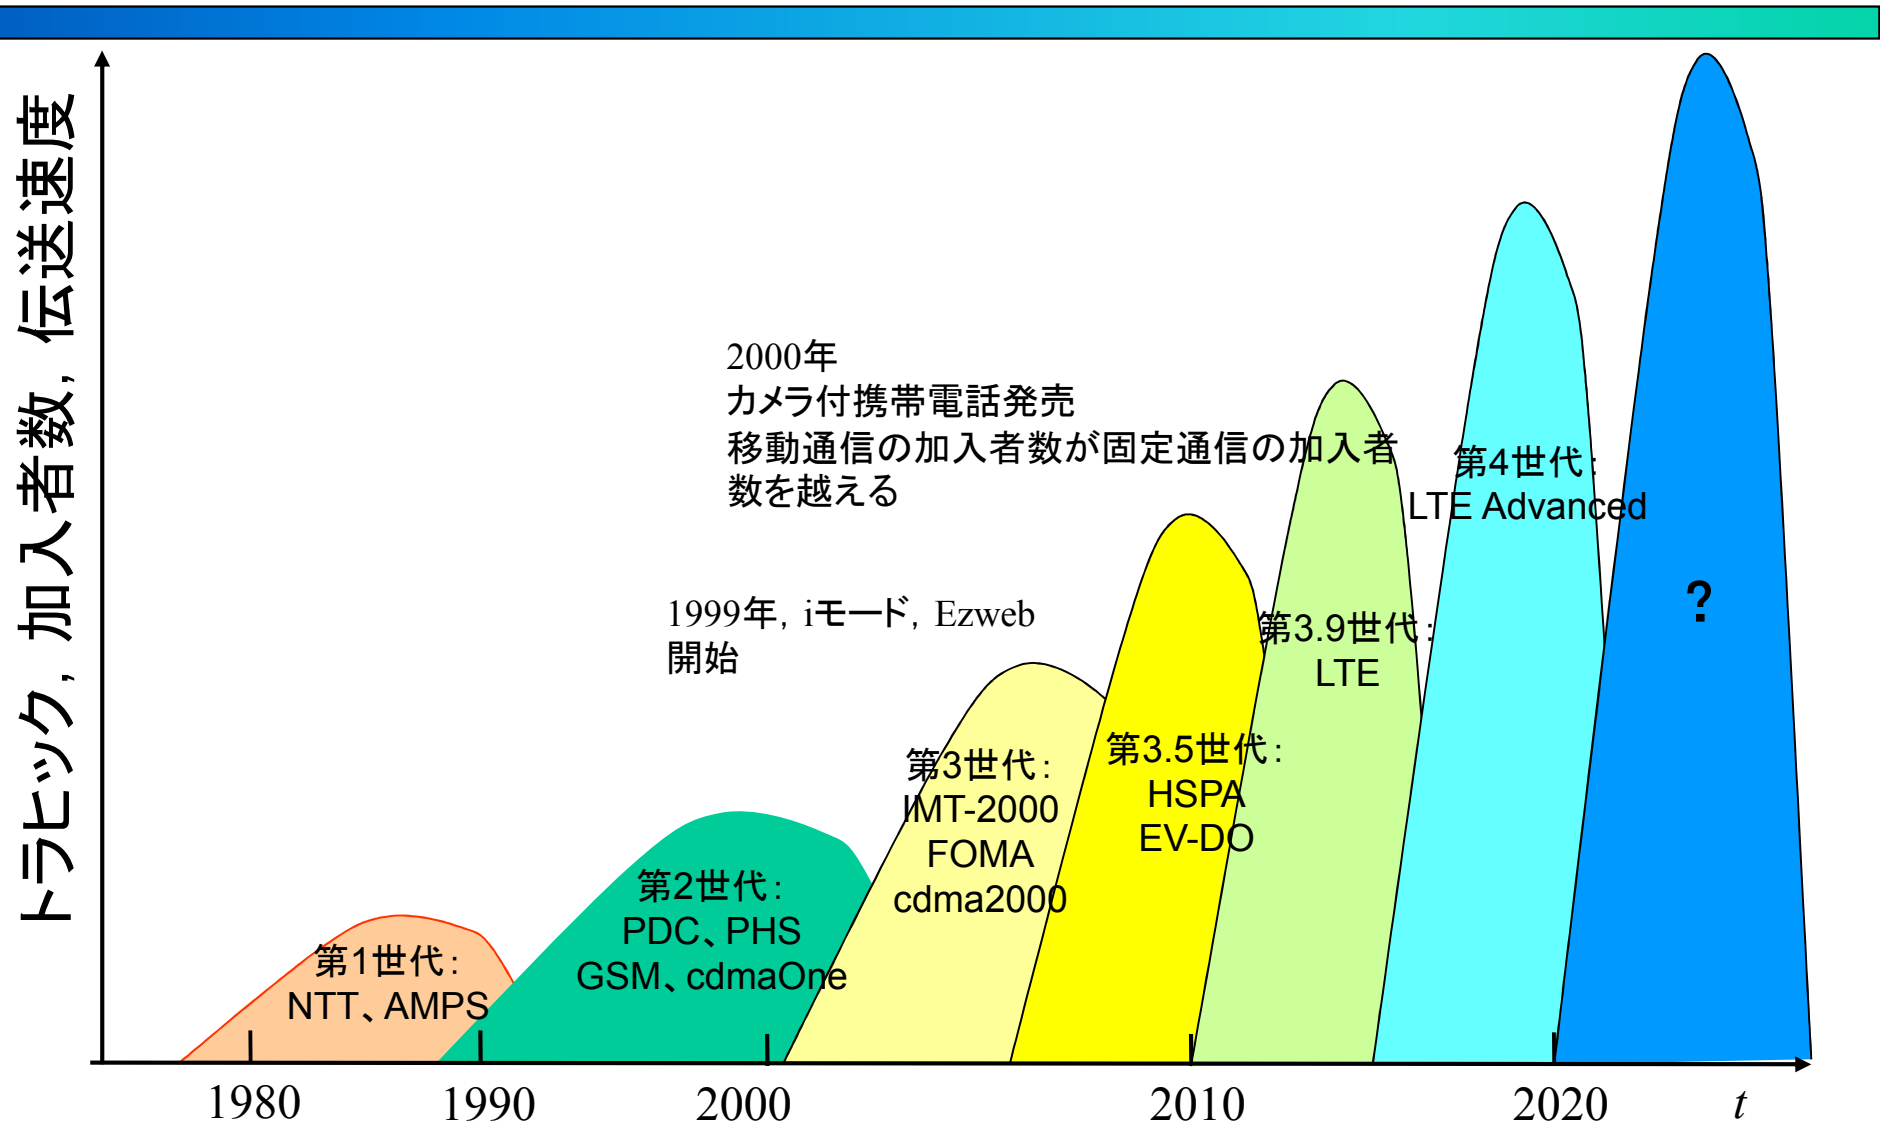 トラヒック, 加入者数, 伝送速度
2000年
カメラ付携帯電話発売
移動通信の加入者数が固定通信の加入者
数を越える
1999年, iモード, Ezweb
開始
第1世代：
NTT、AMPS
第2世代：
PDC、PHS
GSM、cdmaOne
第3世代：
IMT-2000
FOMA
cdma2000
第3.5世代：
HSPA
EV-DO
第3.9世代：
LTE
第4世代：
LTE Advanced
?
1980
1990
2000
2010
2020
t